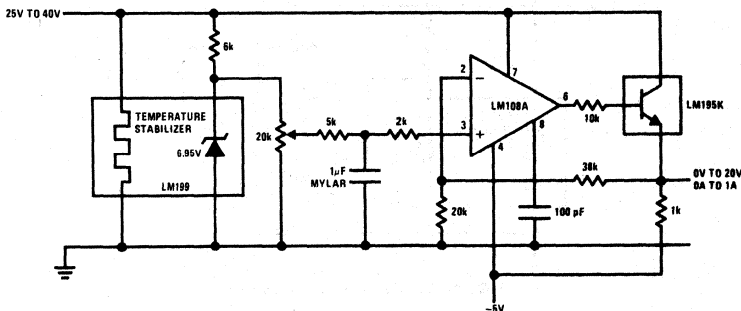 25V TO 40V
6k
2
7
LM108A
6
LM195K
TEMPERATURE
STABILIZER
6.95V
LM199
20k
5k
2k
3
8
4
10k
1μF
MYLAR
38k
0V TO 20V
0A TO 1A
20k
100 pF
1k
–5V